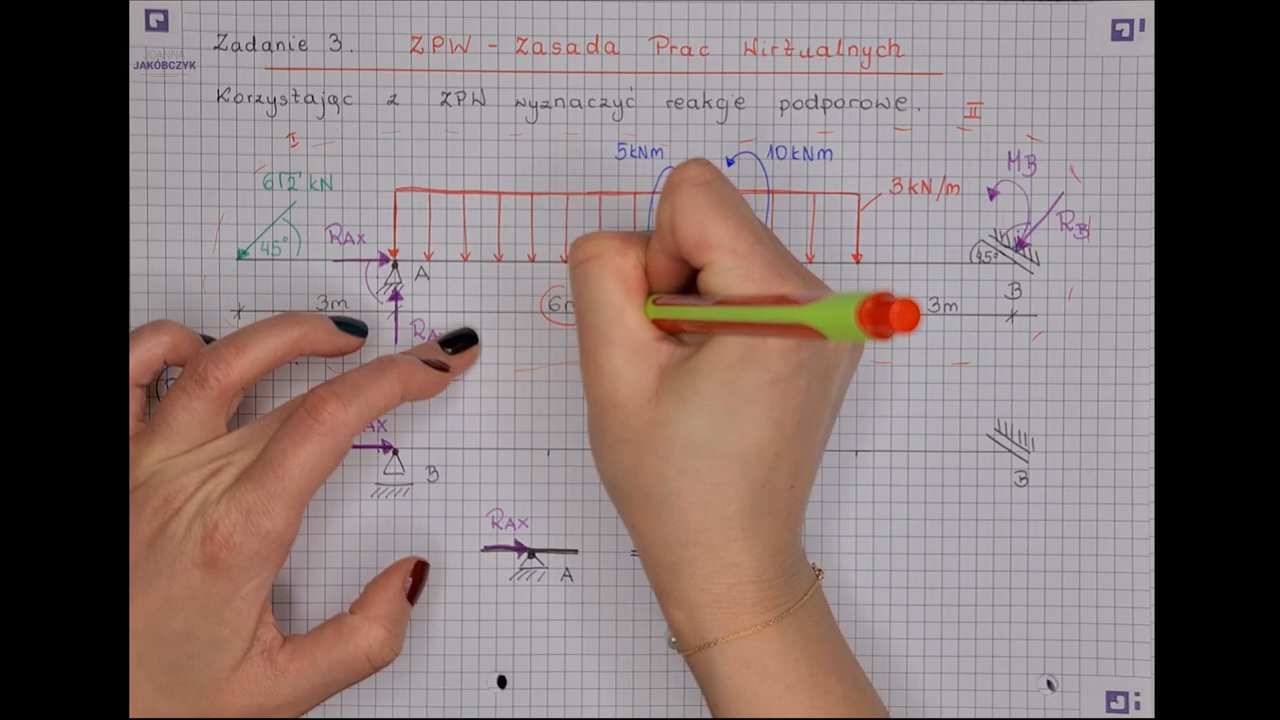 JOANNA
JAKÓBCZYK
Zadanie 3. ZPW - Zasada Prac Wirtualnych
Korzystając z ZPW wyznaczyć reakcje podporowe.
I
II
5kNm
10kNm
MB
6√2 kN
3kN/m
45°
RAX
RB
A
45°
B
3m
3m
B
B
RAX
A